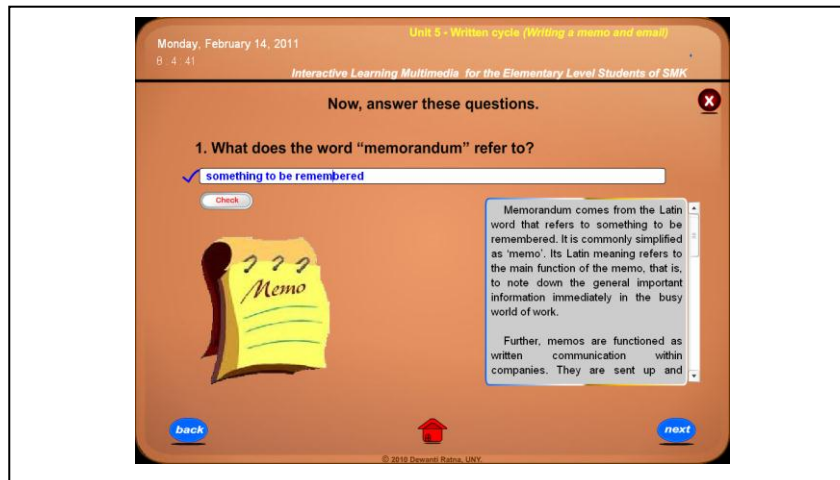 Unit 5 - Written cycle (Writing a memo and email)
Monday, February 14, 2011
8 : 4 : 41
Interactive Learning Multimedia for the Elementary Level Students of SMK
Now, answer these questions.
X
1. What does the word “memorandum” refer to?
something to be remembered
Check
Memo
Memorandum comes from the Latin
word that refers to something to be
remembered. It is commonly simplified
as ‘memo’. Its Latin meaning refers to
the main function of the memo, that is,
to note down the general important
information immediately in the busy
world of work.
Further, memos are functioned as
written communication within
companies. They are sent up and
back
next
© 2010 Dewanti Ratna, UNY.